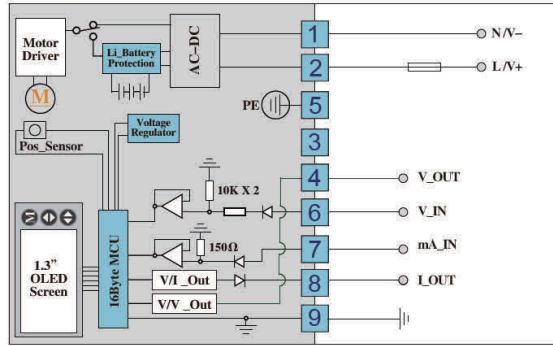 Motor
Driver
M
Li_Battery
Protection
AC-DC
1
N/V-
2
L/V+
PE
5
3
Pos_Sensor
Voltage
Regulator
4
V_OUT
10K X 2
6
V_IN
150Ω
7
mA_IN
1.3"
OLED
Screen
16Byte MCU
V/I _Out
8
I_OUT
V/V _Out
9